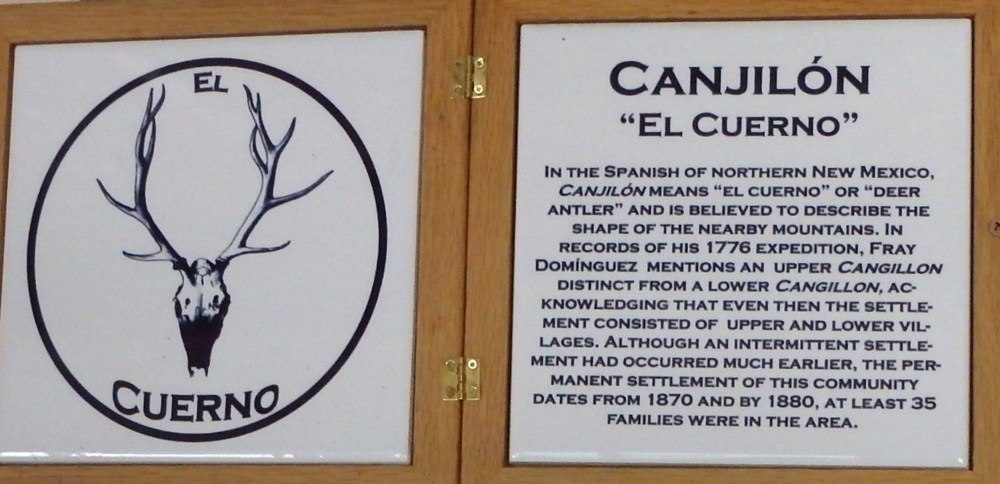 EL
CUERNO
CANJILÓN
"EL CUERNO"
IN THE SPANISH OF NORTHERN NEW MEXICO,
CANJILÓN MEANS "EL CUERNO" OR "DEER
ANTLER" AND IS BELIEVED TO DESCRIBE THE
SHAPE OF THE NEARBY MOUNTAINS. IN
RECORDS OF HIS 1776 EXPEDITION, FRAY
DOMÍNGUEZ MENTIONS AN UPPER CANGILLON
DISTINCT FROM A LOWER CANGILLON, AC-
KNOWLEDGING THAT EVEN THEN THE SETTLE-
MENT CONSISTED OF UPPER AND LOWER VIL-
LAGES. ALTHOUGH AN INTERMITTENT SETTLE-
MENT HAD OCCURRED MUCH EARLIER, THE PER-
MANENT SETTLEMENT OF THIS COMMUNITY
DATES FROM 1870 AND BY 1880, AT LEAST 35
FAMILIES WERE IN THE AREA.